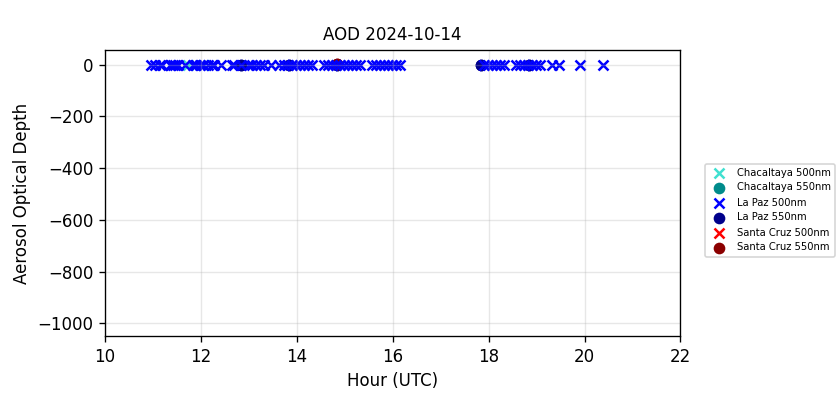 AOD 2024-10-14
Aerosol Optical Depth
0
−200
−400
−600
−800
−1000
10 12 14 16 18 20 22
Hour (UTC)
Chacaltaya 500nm
Chacaltaya 550nm
La Paz 500nm
La Paz 550nm
Santa Cruz 500nm
Santa Cruz 550nm